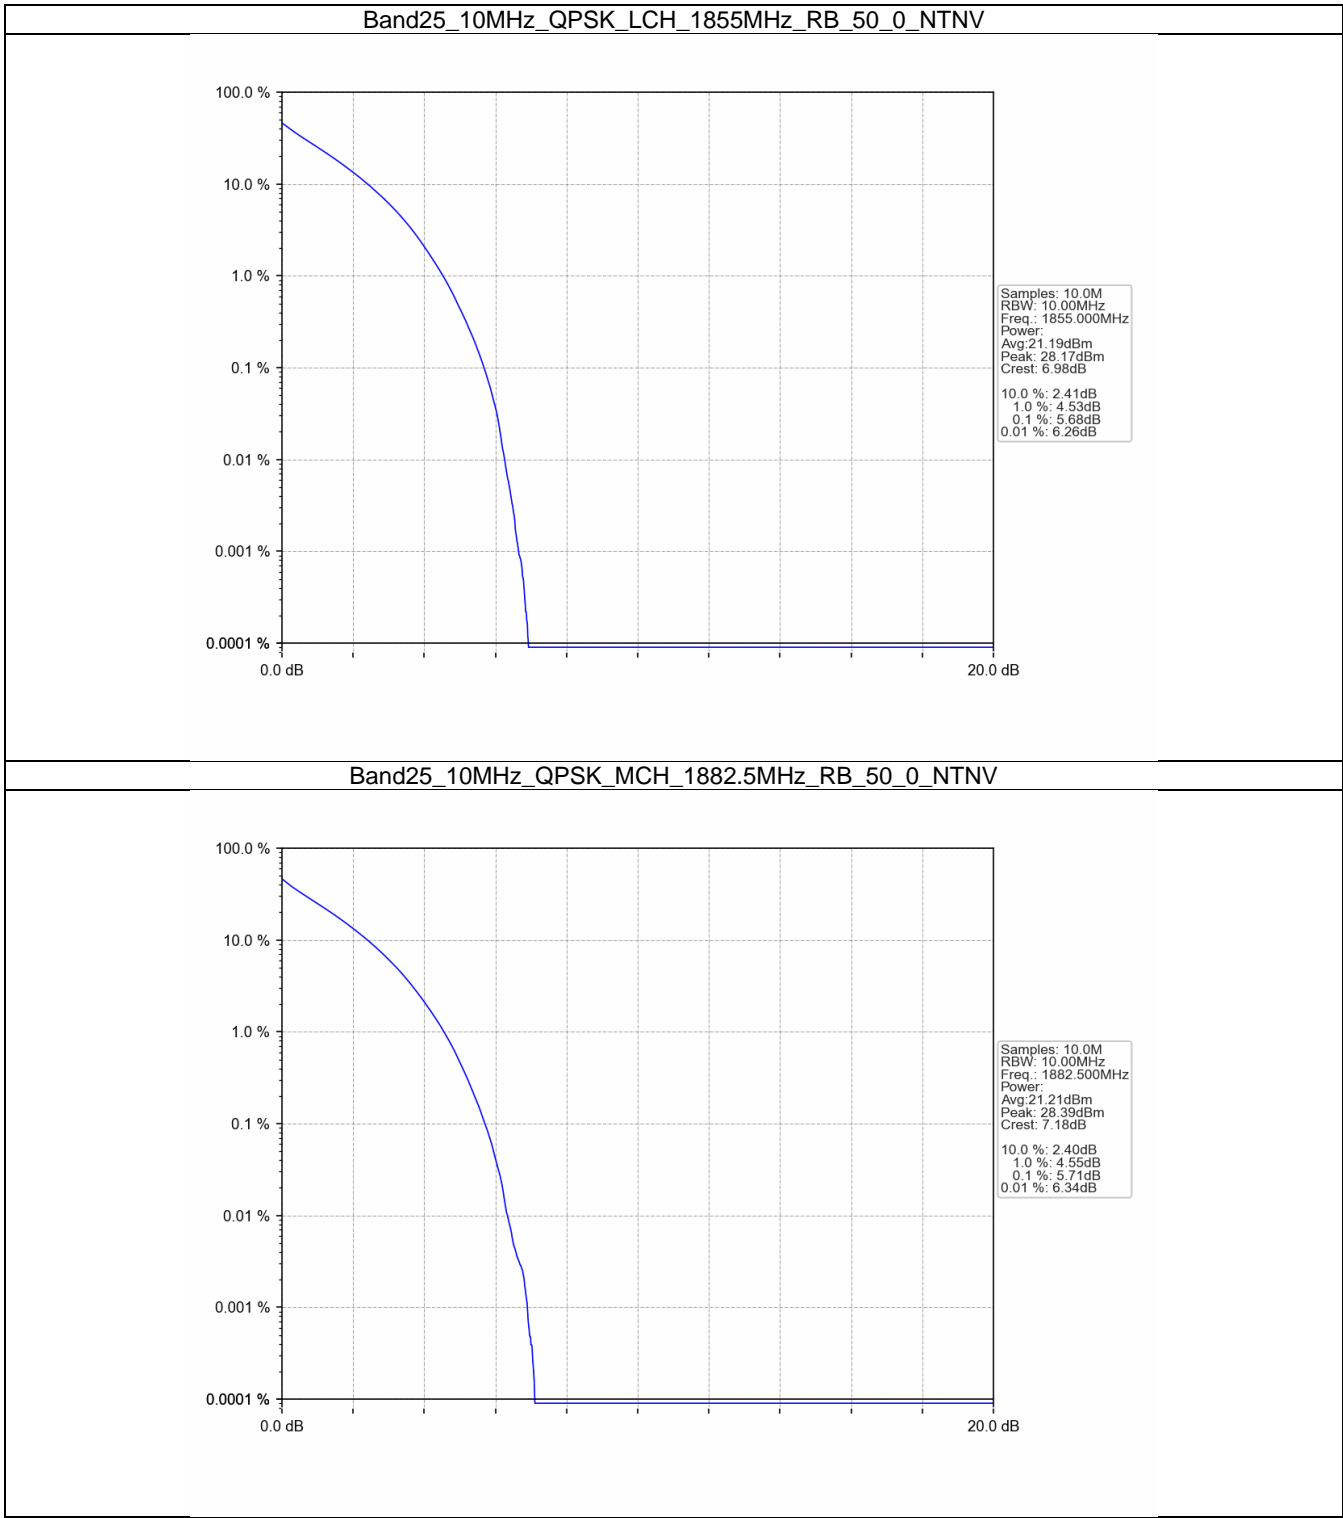 Band25_10MHz_QPSK_LCH_1855MHz_RB_50_0_NTNV
100.0 %
10.0 %
1.0 %
0.1 %
0.01 %
0.001 %
0.0001 %
0.0 dB
20.0 dB
Samples: 10.0M
RBW: 10.00MHz
Freq.: 1855.000MHz
Power:
Avg:21.19dBm
Peak: 28.17dBm
Crest: 6.98dB
10.0 %: 2.41dB
1.0 %: 4.53dB
0.1 %: 5.68dB
0.01 %: 6.26dB
Band25_10MHz_QPSK_MCH_1882.5MHz_RB_50_0_NTNV
100.0 %
10.0 %
1.0 %
0.1 %
0.01 %
0.001 %
0.0001 %
0.0 dB
20.0 dB
Samples: 10.0M
RBW: 10.00MHz
Freq.: 1882.500MHz
Power:
Avg:21.21dBm
Peak: 28.39dBm
Crest: 7.18dB
10.0 %: 2.40dB
1.0 %: 4.55dB
0.1 %: 5.71dB
0.01 %: 6.34dB